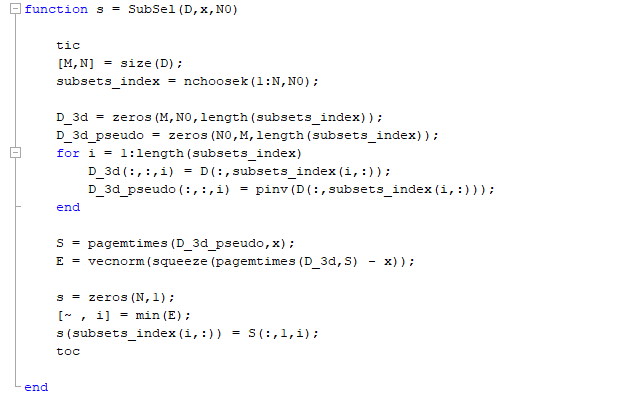 function s = SubSel(D,x,N0)
tic
[M,N] = size(D);
subsets_index = nchoosek(1:N,N0);
D_3d = zeros(M,N0,length(subsets_index));
D_3d_pseudo = zeros(N0,M,length(subsets_index));
for i = 1:length(subsets_index)
D_3d(:,:,i) = D(:,subsets_index(i,:));
D_3d_pseudo(:,:,i) = pinv(D(:,subsets_index(i,:)));
end
S = pagemtimes(D_3d_pseudo,x);
E = vecnorm(squeeze(pagemtimes(D_3d,S) - x));
s = zeros(N,1);
[~ , i] = min(E);
s(subsets_index(i,:)) = S(:,1,i);
toc
end